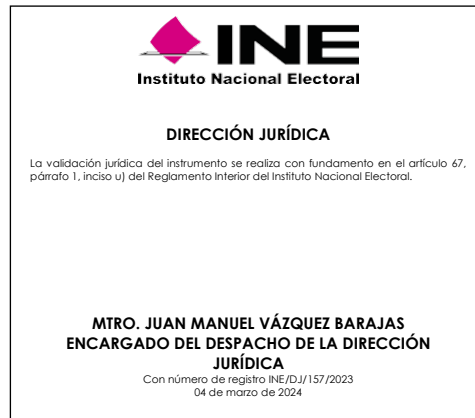 INE
Instituto Nacional Electoral
DIRECCIÓN JURÍDICA
La validación jurídica del instrumento se realiza con fundamento en el artículo 67,
párrafo 1, inciso u) del Reglamento Interior del Instituto Nacional Electoral.
MTRO. JUAN MANUEL VÁZQUEZ BARAJAS
ENCARGADO DEL DESPACHO DE LA DIRECCIÓN
JURÍDICA
Con número de registro INE/DJ/157/2023
04 de marzo de 2024